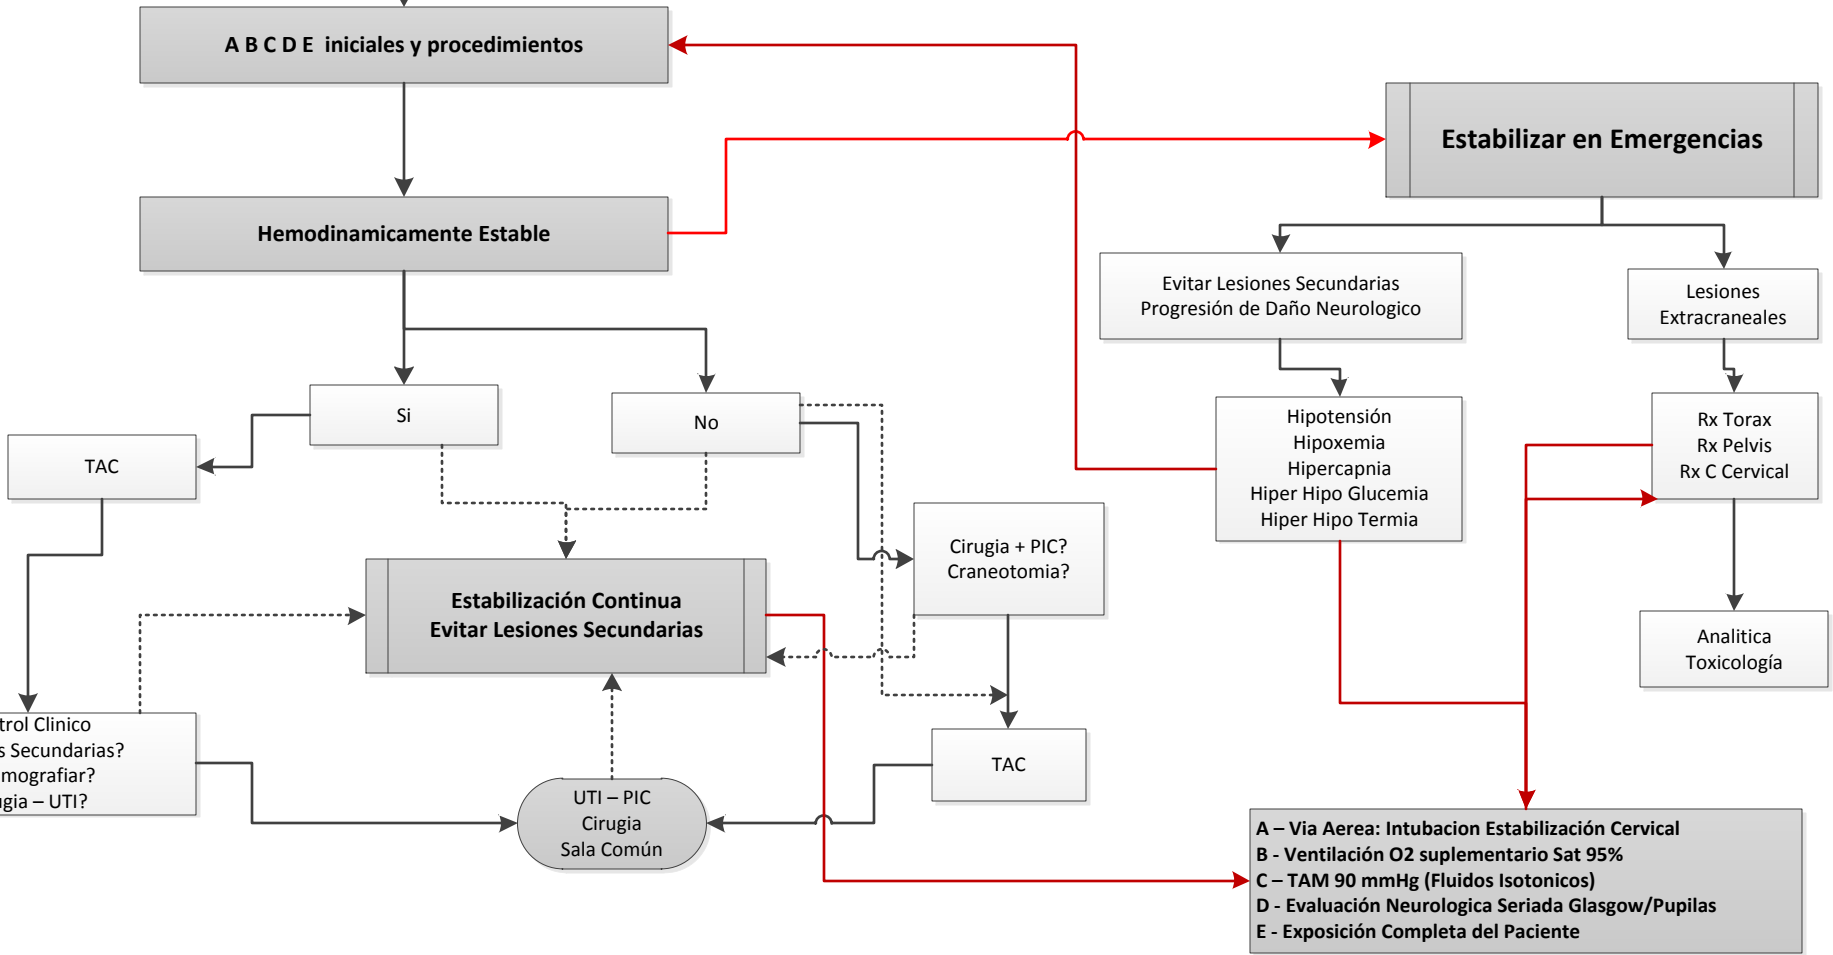 A B C D E iniciales y procedimientos
Estabilizar en Emergencias
Hemodinamicamente Estable
Evitar Lesiones Secundarias
Progresión de Daño Neurologico
Lesiones
Extracraneales
Si
No
Hipotensión
Hipoxemia
Hipercapnia
Hiper Hipo Glucemia
Hiper Hipo Termia
Rx Torax
Rx Pelvis
Rx C Cervical
TAC
Cirugia + PIC?
Craneotomia?
Estabilización Continua
Evitar Lesiones Secundarias
Analitica
Toxicología
Clinico
Secundarias?
– UTI?
TAC
UTI – PIC
Cirugia
Sala Común
A – Via Aerea: Intubacion Estabilización Cervical
B - Ventilación O2 suplementario Sat 95%
C – TAM 90 mmHg (Fluidos Isotonicos)
D - Evaluación Neurologica Seriada Glasgow/Pupilas
E - Exposición Completa del Paciente